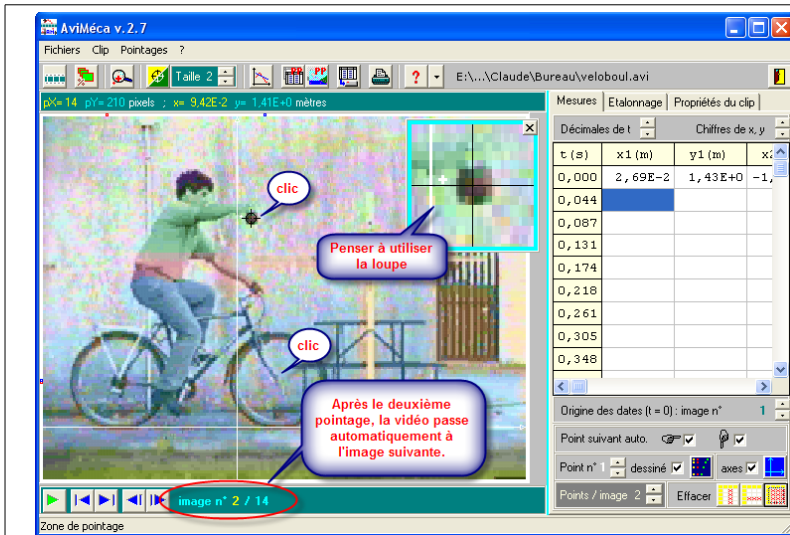 AviMéca v.2.7
Fichiers Clip Pointages ?
Taille 2
?
E:\...\Claude\Bureau\veloboul.avi
pX= 14 pY= 210 pixels ; x= 9,42E-2 y= 1,41E+0 mètres
clic
Penser à utiliser
la loupe
clic
Après le deuxième
pointage, la vidéo passe
automatiquement à
l'image suivante.
image n° 2 / 14
Zone de pointage
Mesures Etalonnage Propriétés du clip
Décimales de t Chiffres de x, y
t (s) x1 (m) y1 (m)
0,000 2,69E-2 1,43E+0 -1,
0,044
0,087
0,131
0,174
0,218
0,261
0,305
0,348
Origine des dates (t = 0) : image n° 1
Point suivant auto.
Point n° 1 dessiné axes
Points / image 2 Effacer